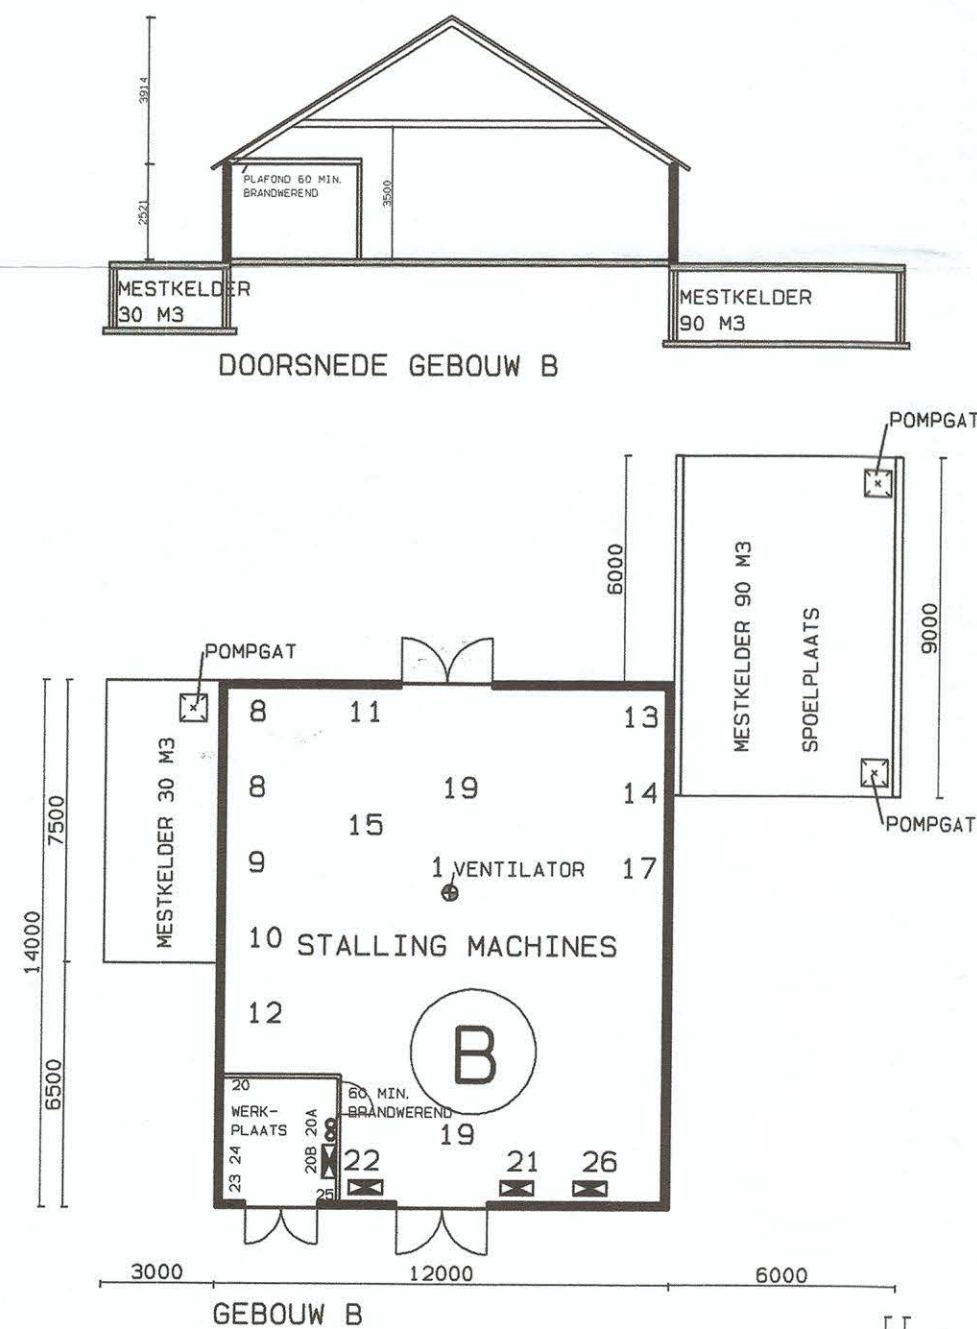 3914
PLAFOND 60 MIN.
BRANDWEREND
3500
2521
MESTKELDER
30 M3
MESTKELDER
90 M3
DOORSNEDE GEBOUW B
POMPGAT
6000
MESTKELDER 90 M3
SPOELPLAATS
9000
POMPGAT
POMPGAT
8
11
13
8
19
14
15
9
1 VENTILATOR
17
MESTKELDER 30 M3
7500
14000
10
STALLING MACHINES
12
B
6500
20
60 MIN.
BRANDWEREND
WERK-
PLAATS
20A
19
23 24
20B
22
21
26
25
3000
12000
6000
GEBOUW B